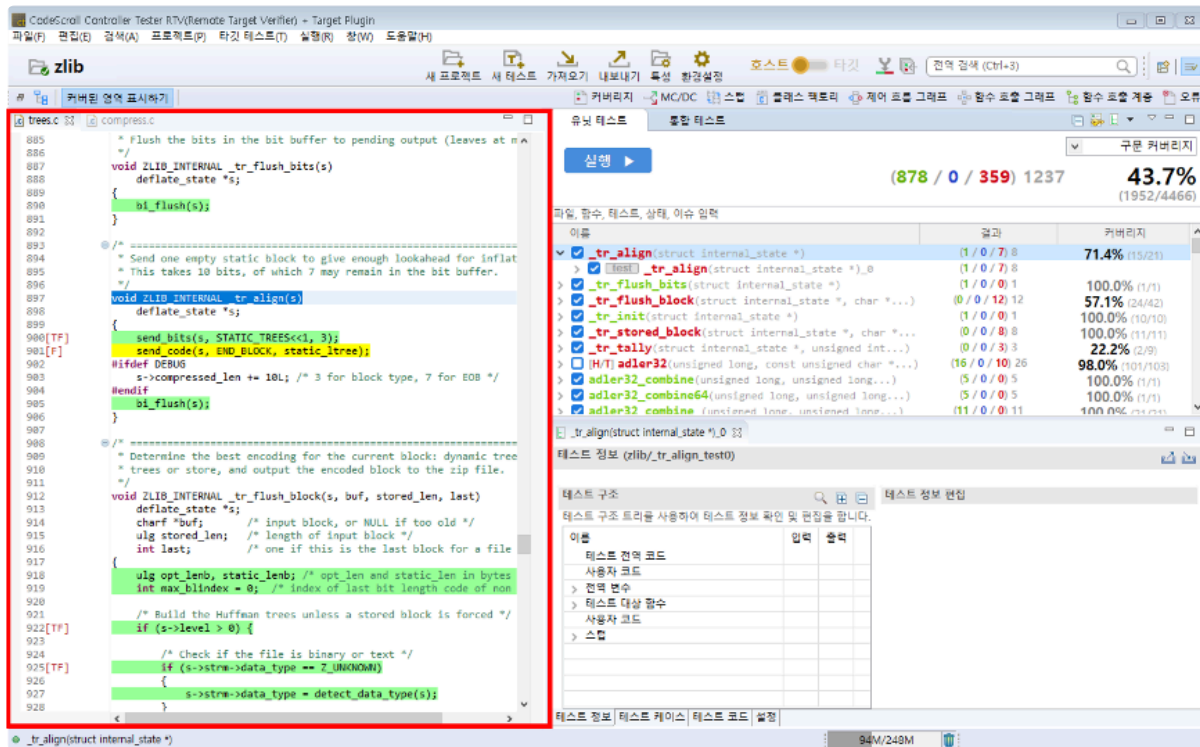 CodeScroll Controller Tester RTV(Remote Target Verifier) + Target Plugin
파일(F) 편집(E) 검색(A) 프로젝트(P) 타깃 테스트(T) 실행(R) 창(W) 도움말(H)
zlib
새 프로젝트 새 테스트 가져오기 내보내기 특성 환경설정
호스트 타깃
전역 검색 (Ctrl+3)
커버된 영역 표시하기
커버리지 MC/DC 스텁 클래스 팩토리 제어 흐름 그래프 함수 호출 그래프 함수 호출 계층 오류
trees.c compress.c
885 * Flush the bits in the bit buffer to pending output (leaves at m
886 */
887 void ZLIB_INTERNAL _tr_flush_bits(s)
888 deflate_state *s;
889 {
890 bi_flush(s);
891 }
892
893 /* ================================================
894 * Send one empty static block to give enough lookahead for inflat
895 * This takes 10 bits, of which 7 may remain in the bit buffer.
896 */
897 void ZLIB_INTERNAL _tr_align(s)
898 deflate_state *s;
899 {
900[TF] send_bits(s, STATIC_TREES<<1, 3);
901[F] send_code(s, END_BLOCK, static_ltree);
902 #ifdef DEBUG
903 s->compressed_len += 10L; /* 3 for block type, 7 for EOB */
904 #endif
905 bi_flush(s);
906 }
907
908 /* ================================================
909 * Determine the best encoding for the current block: dynamic tree
910 * trees or store, and output the encoded block to the zip file.
911 */
912 void ZLIB_INTERNAL _tr_flush_block(s, buf, stored_len, last)
913 deflate_state *s;
914 charf *buf; /* input block, or NULL if too old */
915 ulg stored_len; /* length of input block */
916 int last; /* one if this is the last block for a file
917 {
918 ulg opt_lenb, static_lenb; /* opt_len and static_len in bytes
919 int max_blindex = 0; /* index of last bit length code of non
920
921 /* Build the Huffman trees unless a stored block is forced */
922[TF] if (s->level > 0) {
923
924 /* Check if the file is binary or text */
925[TF] if (s->strm->data_type == Z_UNKNOWN)
926 {
927 s->strm->data_type = detect_data_type(s);
928 }
유닛 테스트 통합 테스트
실행
구문 커버리지
(878 / 0 / 359) 1237
43.7%
(1952/4466)
파일, 함수, 테스트, 상태, 이슈 입력
이름 결과 커버리지
_tr_align(struct internal_state *) (1 / 0 / 7) 8 71.4% (15/21)
test _tr_align(struct internal_state *)_0 (1 / 0 / 7) 8
_tr_flush_bits(struct internal_state *) (1 / 0 / 0) 1 100.0% (1/1)
_tr_flush_block(struct internal_state *, char *...) (0 / 0 / 12) 12 57.1% (24/42)
_tr_init(struct internal_state *) (1 / 0 / 0) 1 100.0% (10/10)
_tr_stored_block(struct internal_state *, char *... (0 / 0 / 8) 8 100.0% (11/11)
_tr_tally(struct internal_state *, unsigned int...) (0 / 0 / 3) 3 22.2% (2/9)
[H/T] adler32(unsigned long, const unsigned char *...) (16 / 0 / 10) 26 98.0% (101/103)
adler32_combine(unsigned long, unsigned long...) (5 / 0 / 0) 5 100.0% (1/1)
adler32_combine64(unsigned long, unsigned long...) (5 / 0 / 0) 5 100.0% (1/1)
adler32_combine_(unsigned long, unsigned long...) (11 / 0 / 0) 11 100.0% (21/21)
_tr_align(struct internal_state *)_0
테스트 정보 (zlib/_tr_align_test0)
테스트 구조
테스트 정보 편집
테스트 구조 트리를 사용하여 테스트 정보 확인 및 편집을 합니다.
이름 입력 출력
테스트 전역 코드
사용자 코드
전역 변수
테스트 대상 함수
사용자 코드
스텁
테스트 정보 테스트 케이스 테스트 코드 설정
_tr_align(struct internal_state *)
94M/248M